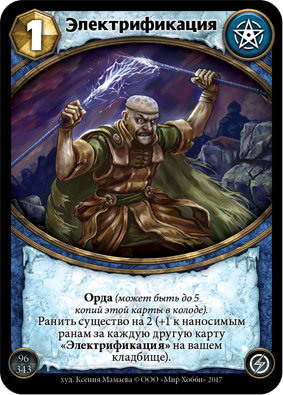 1
Электрификация
Орда (может быть до 5
копий этой карты в колоде).
Ранить существо на 2 (+1 к наносимым
ранам за каждую другую карту
«Электрификация» на вашем
кладбище).
96
343
худ. Ксения Мамаева © ООО «Мир Хобби» 2017